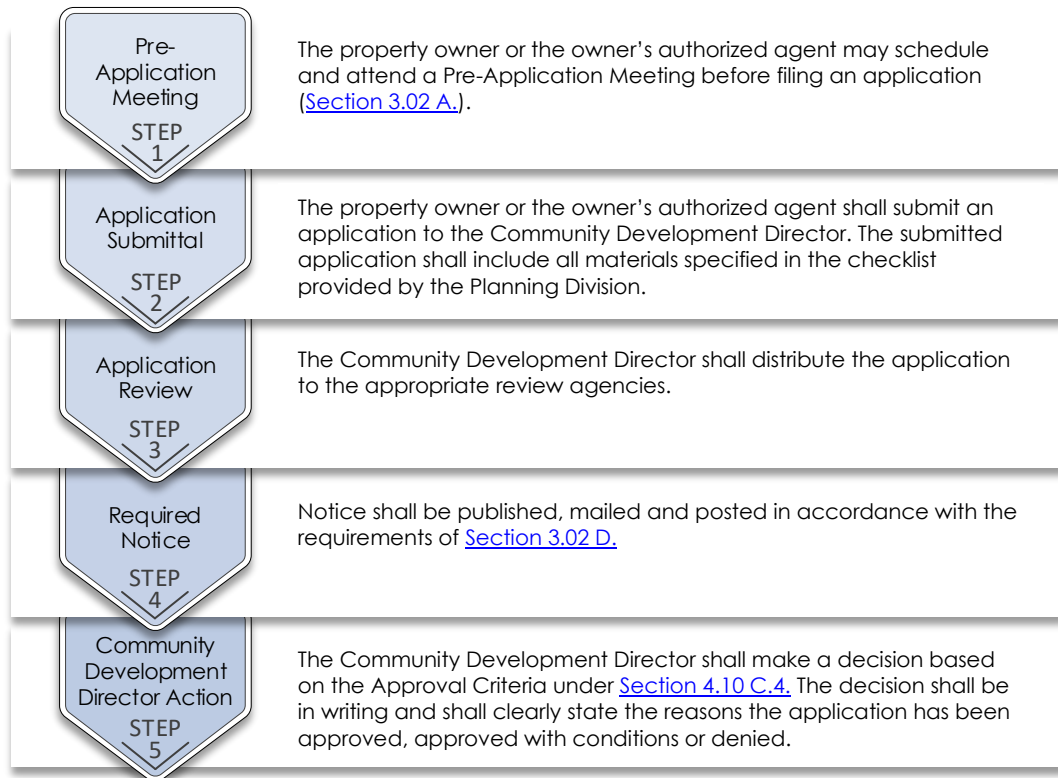 Pre-
Application
Meeting
STEP
1
The property owner or the owner’s authorized agent may schedule
and attend a Pre-Application Meeting before filing an application
(Section 3.02 A.).
Application
Submittal
STEP
2
The property owner or the owner’s authorized agent shall submit an
application to the Community Development Director. The submitted
application shall include all materials specified in the checklist
provided by the Planning Division.
Application
Review
STEP
3
The Community Development Director shall distribute the application
to the appropriate review agencies.
Required
Notice
STEP
4
Notice shall be published, mailed and posted in accordance with the
requirements of Section 3.02 D.
Community
Development
Director Action
STEP
5
The Community Development Director shall make a decision based
on the Approval Criteria under Section 4.10 C.4. The decision shall be
in writing and shall clearly state the reasons the application has been
approved, approved with conditions or denied.